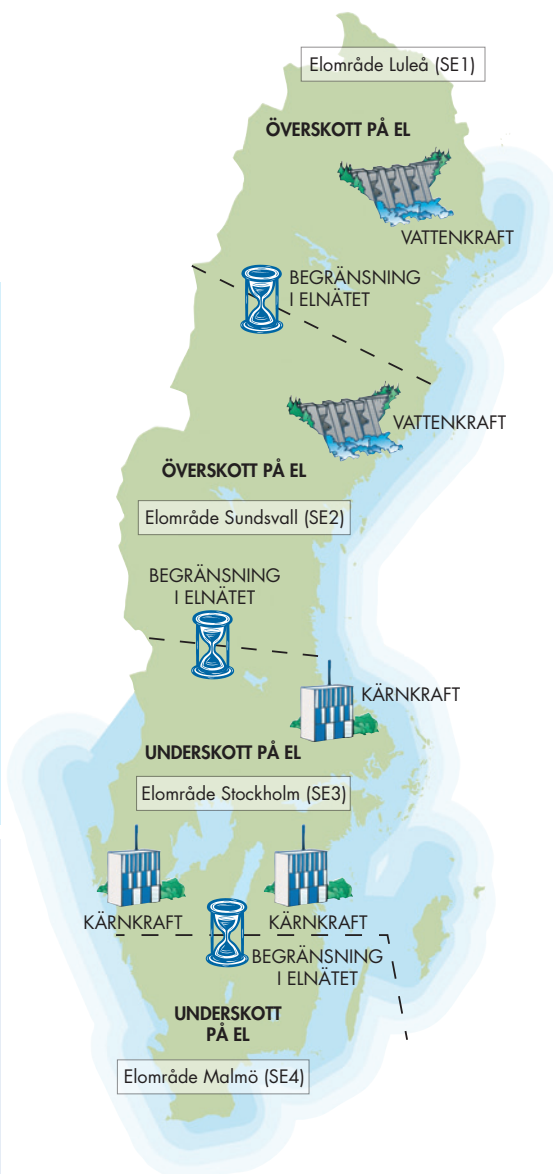 Elområde Luleå (SE1)
ÖVERSKOTT PÅ EL
VATTENKRAFT
BEGRÄNSNING
I ELNÄTET
VATTENKRAFT
ÖVERSKOTT PÅ EL
Elområde Sundsvall (SE2)
BEGRÄNSNING
I ELNÄTET
KÄRNKRAFT
UNDERSKOTT PÅ EL
Elområde Stockholm (SE3)
KÄRNKRAFT
KÄRNKRAFT
BEGRÄNSNING
I ELNÄTET
UNDERSKOTT
PÅ EL
Elområde Malmö (SE4)